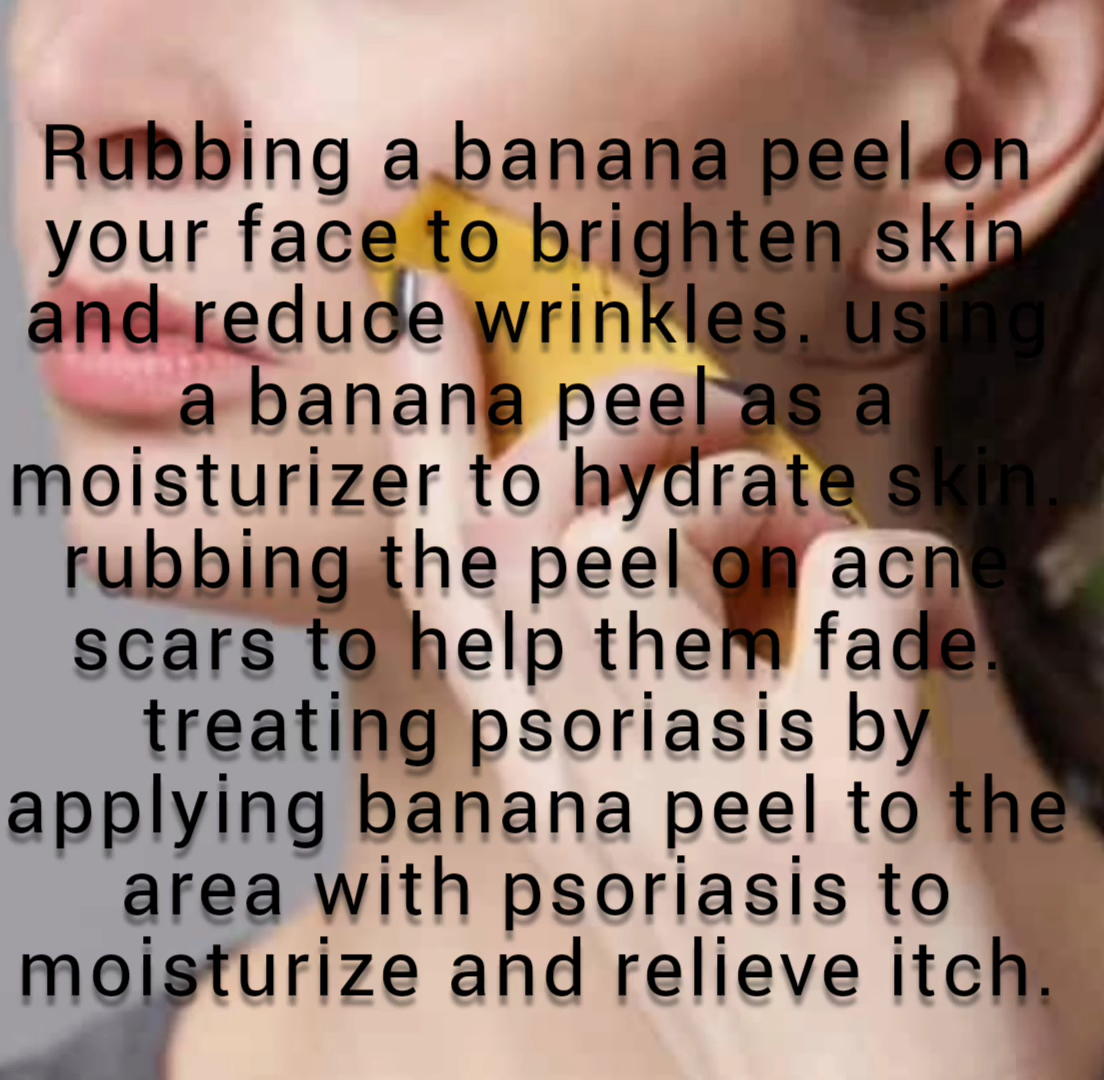 Rubbing a banana peel on
your face to brighten skin
and reduce wrinkles. using
a banana peel as a
moisturizer to hydrate skin.
rubbing the peel on acne
scars to help them fade.
treating psoriasis by
applying banana peel to the
area with psoriasis to
moisturize and relieve itch.